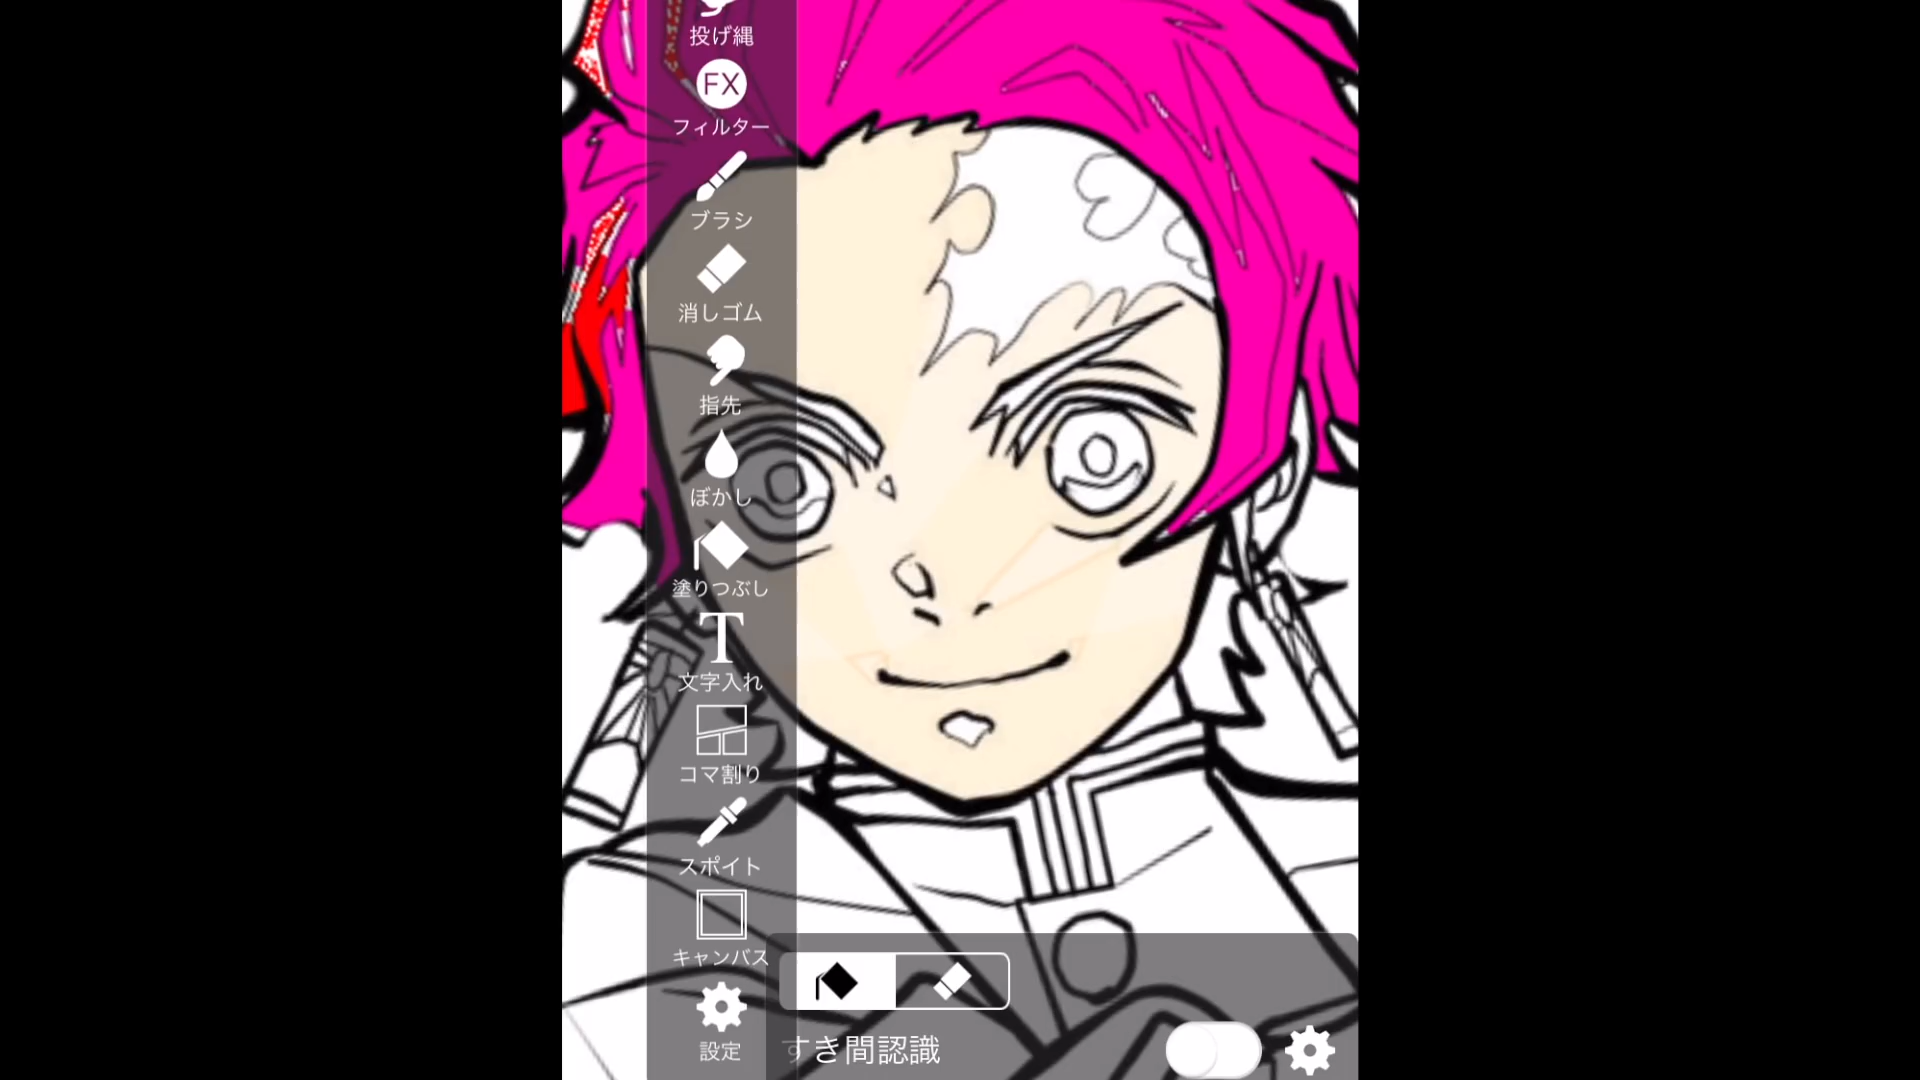 投げ縄
FX
フィルター
ブラシ
消しゴム
指先
ぼかし
塗りつぶし
T
文字入れ
コマ割り
スポイト
キャンバス
設定
すき間認識